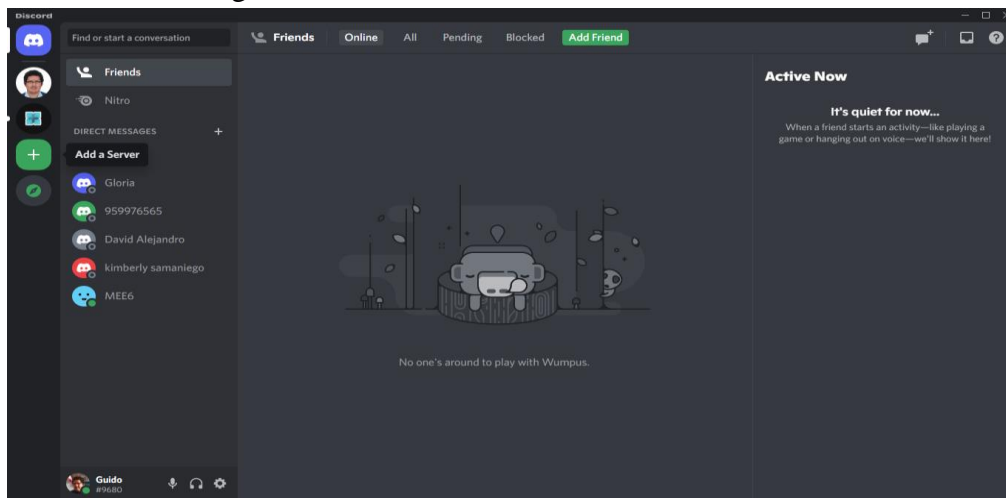 Discord
Find or start a conversation
Friends
Online
All
Pending
Blocked
Add Friend
Friends
Nitro
DIRECT MESSAGES
Add a Server
Gloria
959976565
David Alejandro
kimberly samaniego
MEE6
No one's around to play with Wumpus.
Active Now
It's quiet for now...
When a friend starts an activity—like playing a
game or hanging out on voice—we'll show it here!
Guido
#9680